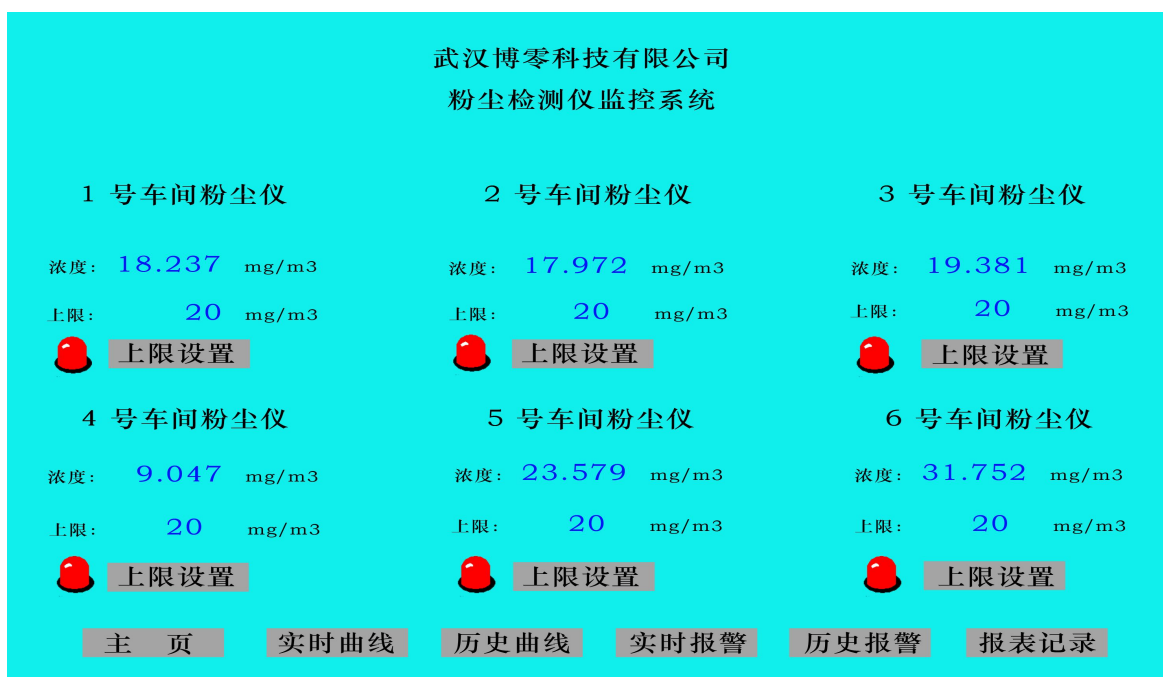 武汉博零科技有限公司
粉尘检测仪监控系统
1 号车间粉尘仪
2 号车间粉尘仪
3 号车间粉尘仪
浓度: 18.237 mg/m3
浓度: 17.972 mg/m3
浓度: 19.381 mg/m3
上限: 20 mg/m3
上限: 20 mg/m3
上限: 20 mg/m3
上限设置
上限设置
上限设置
4 号车间粉尘仪
5 号车间粉尘仪
6 号车间粉尘仪
浓度: 9.047 mg/m3
浓度: 23.579 mg/m3
浓度: 31.752 mg/m3
上限: 20 mg/m3
上限: 20 mg/m3
上限: 20 mg/m3
上限设置
上限设置
上限设置
主 页 实时曲线 历史曲线 实时报警 历史报警 报表记录